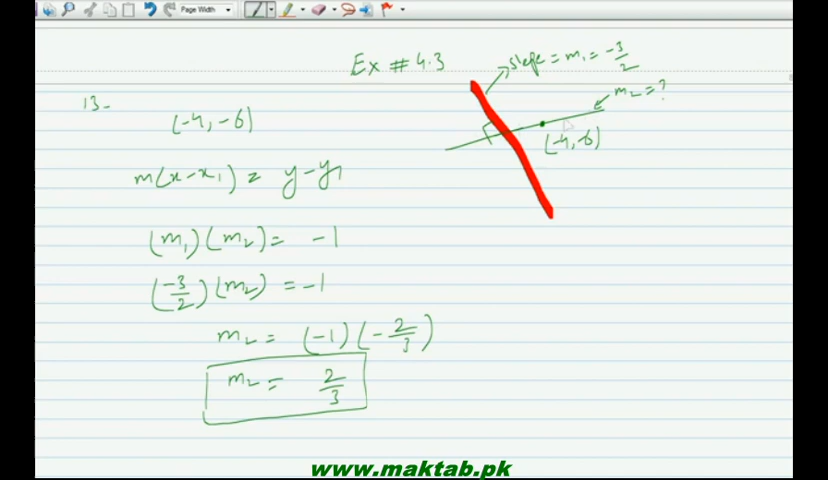 Page Width
Ex # 4.3
slope = m₁ = -3/2
13-
m₂ = ?
(-4, -6)
(-4, -6)
m(x-x₁) = y-y₁
(m₁)(m₂) = -1
(-3/2)(m₂) = -1
m₂ = (-1)(-2/3)
m₂ = 2/3
www.maktab.pk